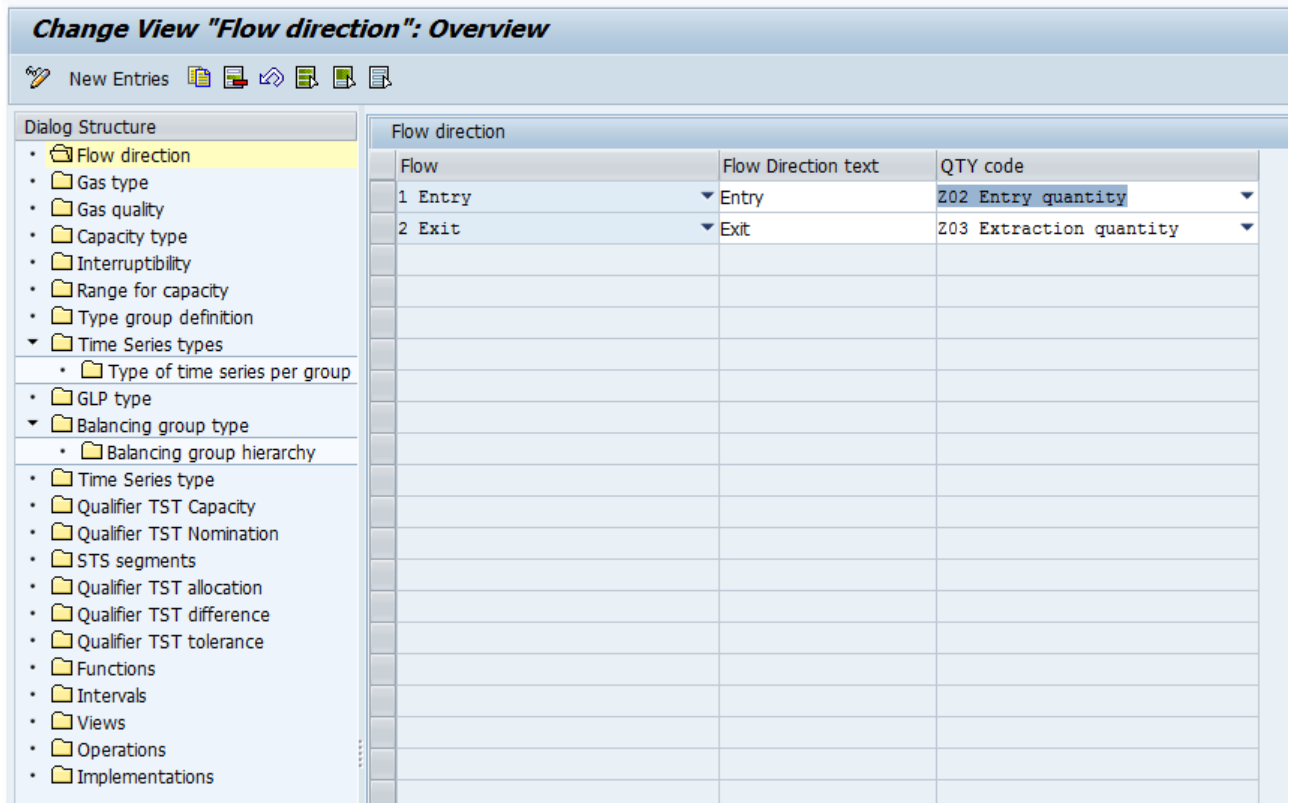 Change View "Flow direction": Overview
New Entries
Dialog Structure
Flow direction
Gas type
Gas quality
Capacity type
Interruptibility
Range for capacity
Type group definition
Time Series types
Type of time series per group
GLP type
Balancing group type
Balancing group hierarchy
Time Series type
Qualifier TST Capacity
Qualifier TST Nomination
STS segments
Qualifier TST allocation
Qualifier TST difference
Qualifier TST tolerance
Functions
Intervals
Views
Operations
Implementations
Flow direction
Flow Flow Direction text QTY code
1 Entry Entry Z02 Entry quantity
2 Exit Exit Z03 Extraction quantity